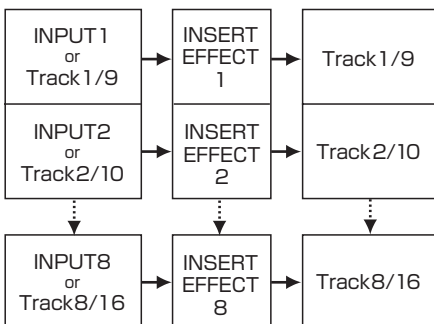 INPUT1
or
Track1/9
INSERT
EFFECT
1
Track1/9
INPUT2
or
Track2/10
INSERT
EFFECT
2
Track2/10
INPUT8
or
Track8/16
INSERT
EFFECT
8
Track8/16